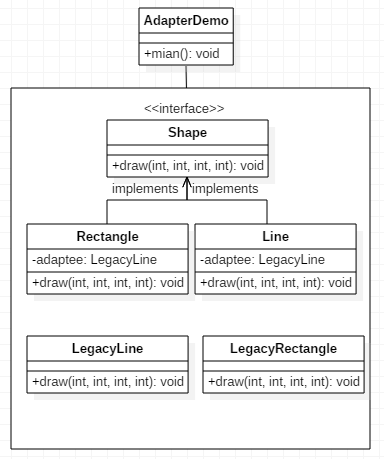 AdapterDemo
+mian(): void
<<interface>>
Shape
+draw(int, int, int, int): void
implements implements
Rectangle
-adaptee: LegacyLine
+draw(int, int, int, int): void
Line
-adaptee: LegacyLine
+draw(int, int, int, int): void
LegacyLine
+draw(int, int, int, int): void
LegacyRectangle
+draw(int, int, int, int): void